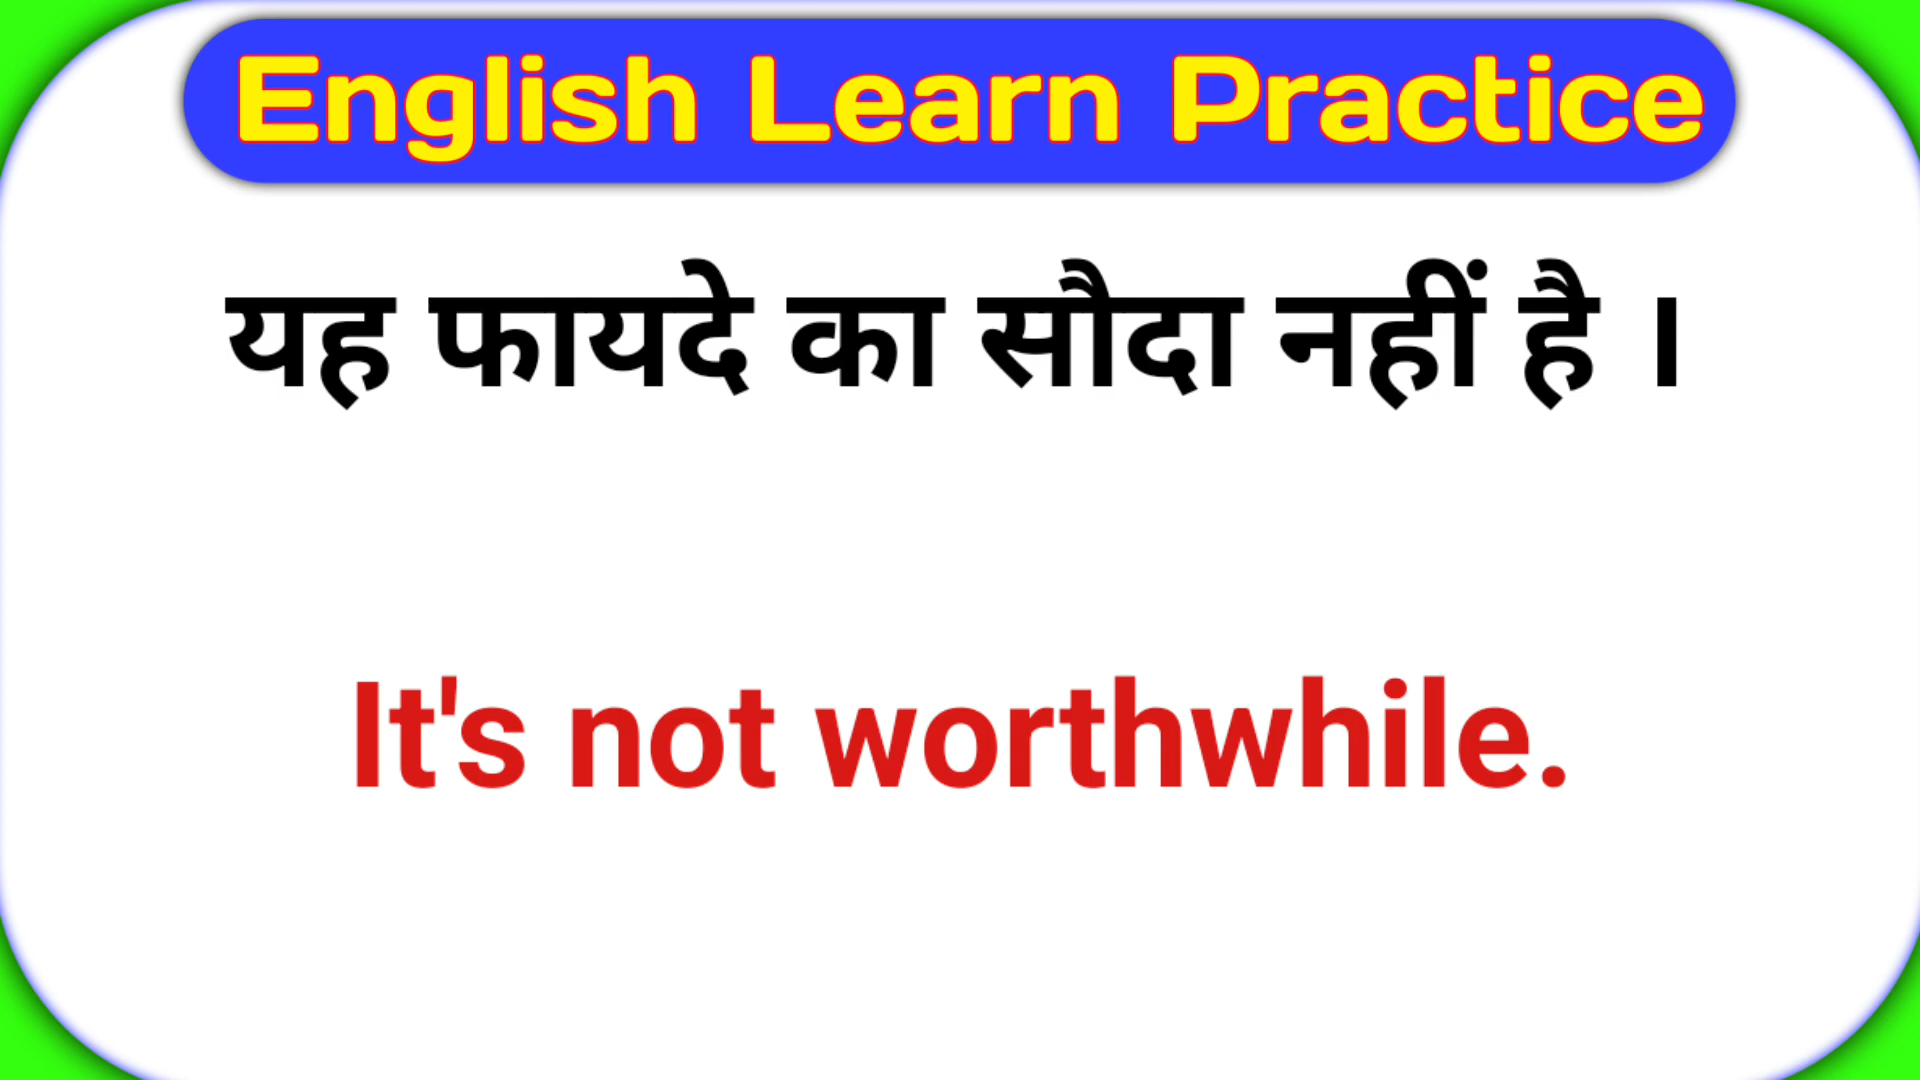 English Learn Practice
यह फायदे का सौदा नहीं है ।
It's not worthwhile.